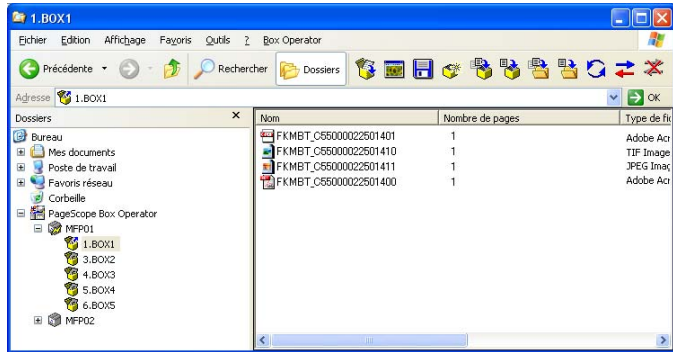 1.BOX1
Fichier Edition Affichage Favoris Outils ? Box Operator
Précédente Rechercher Dossiers
Adresse 1.BOX1 OK
Dossiers x
Bureau
Mes documents
Poste de travail
Favoris réseau
Corbeille
PageScope Box Operator
MFP01
1.BOX1
3.BOX2
4.BOX3
5.BOX4
6.BOX5
MFP02
Nom Nombre de pages Type de fic
FKMBT_C55000022501401 1 Adobe Acr
FKMBT_C55000022501410 1 TIF Image
FKMBT_C55000022501411 1 JPEG Imag
FKMBT_C55000022501400 1 Adobe Acr